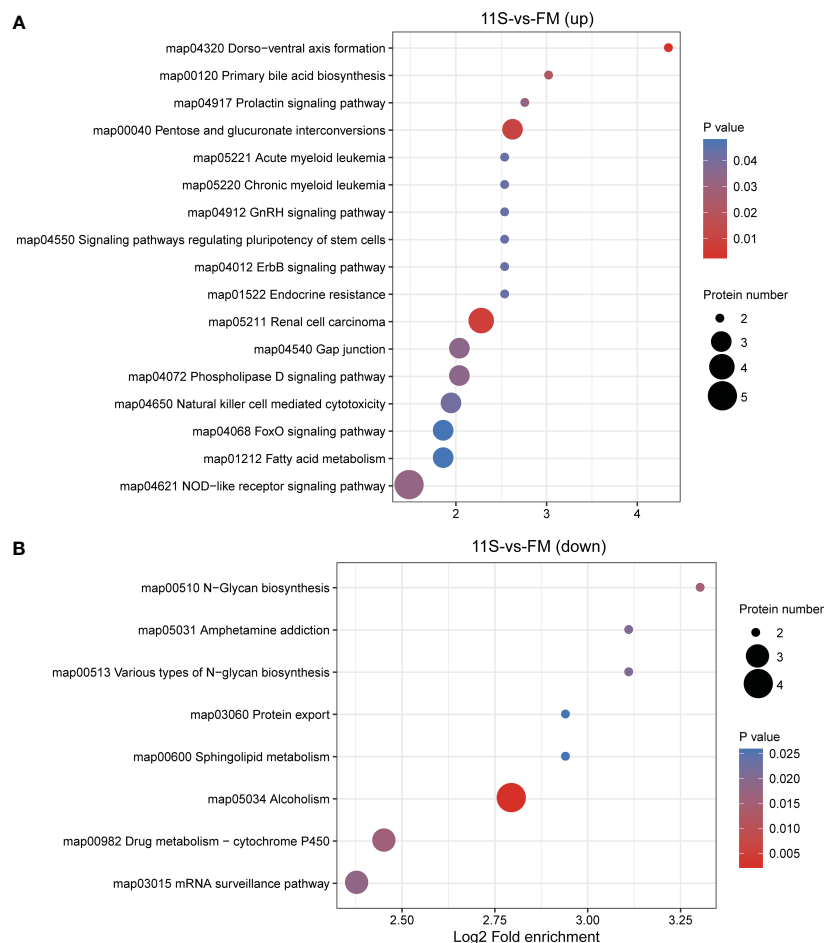 A
11S-vs-FM (up)
map04320 Dorso−ventral axis formation
map00120 Primary bile acid biosynthesis
map04917 Prolactin signaling pathway
map00040 Pentose and glucuronate interconversions
map05221 Acute myeloid leukemia
map05220 Chronic myeloid leukemia
map04912 GnRH signaling pathway
map04550 Signaling pathways regulating pluripotency of stem cells
map04012 ErbB signaling pathway
map01522 Endocrine resistance
map05211 Renal cell carcinoma
map04540 Gap junction
map04072 Phospholipase D signaling pathway
map04650 Natural killer cell mediated cytotoxicity
map04068 FoxO signaling pathway
map01212 Fatty acid metabolism
map04621 NOD−like receptor signaling pathway
2 3 4
P value
0.04
0.03
0.02
0.01
Protein number
2
3
4
5
B
11S-vs-FM (down)
map00510 N−Glycan biosynthesis
map05031 Amphetamine addiction
map00513 Various types of N−glycan biosynthesis
map03060 Protein export
map00600 Sphingolipid metabolism
map05034 Alcoholism
map00982 Drug metabolism − cytochrome P450
map03015 mRNA surveillance pathway
2.50 2.75 3.00 3.25
Log2 Fold enrichment
Protein number
2
3
4
P value
0.025
0.020
0.015
0.010
0.005